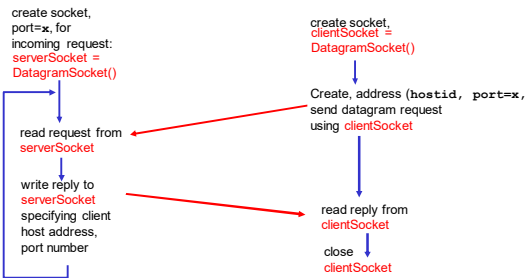 create socket,
port=x, for
incoming request:
serverSocket =
DatagramSocket()
read request from
serverSocket
write reply to
serverSocket
specifying client
host address,
port number
create socket,
clientSocket =
DatagramSocket()
Create, address (hostid, port=x,
send datagram request
using clientSocket
read reply from
clientSocket
close
clientSocket